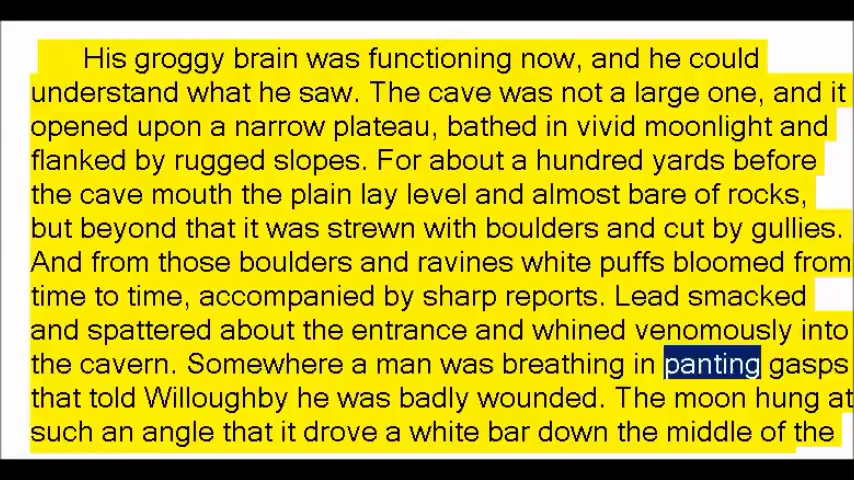 His groggy brain was functioning now, and he could
understand what he saw. The cave was not a large one, and it
opened upon a narrow plateau, bathed in vivid moonlight and
flanked by rugged slopes. For about a hundred yards before
the cave mouth the plain lay level and almost bare of rocks,
but beyond that it was strewn with boulders and cut by gullies.
And from those boulders and ravines white puffs bloomed from
time to time, accompanied by sharp reports. Lead smacked
and spattered about the entrance and whined venomously into
the cavern. Somewhere a man was breathing in panting gasps
that told Willoughby he was badly wounded. The moon hung at
such an angle that it drove a white bar down the middle of the